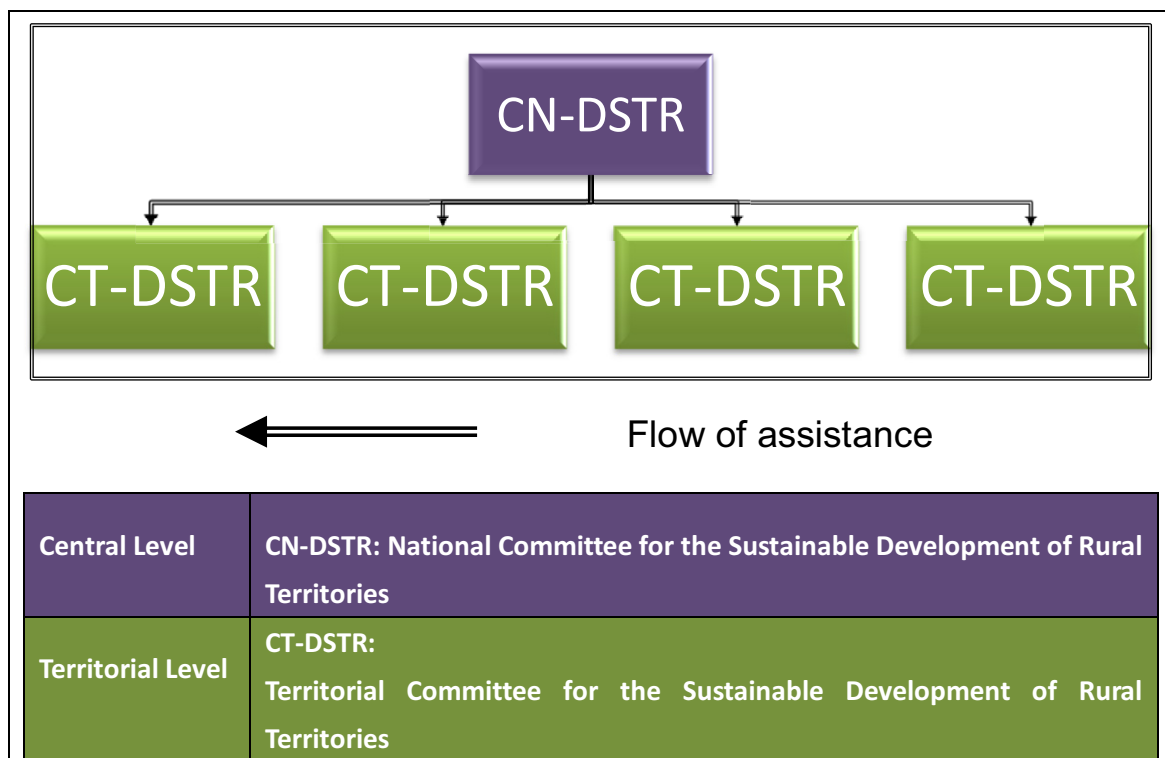 CN-DSTR
CT-DSTR CT-DSTR CT-DSTR CT-DSTR
Flow of assistance
Central Level
CN-DSTR: National Committee for the Sustainable Development of Rural
Territories
Territorial Level
CT-DSTR:
Territorial Committee for the Sustainable Development of Rural
Territories